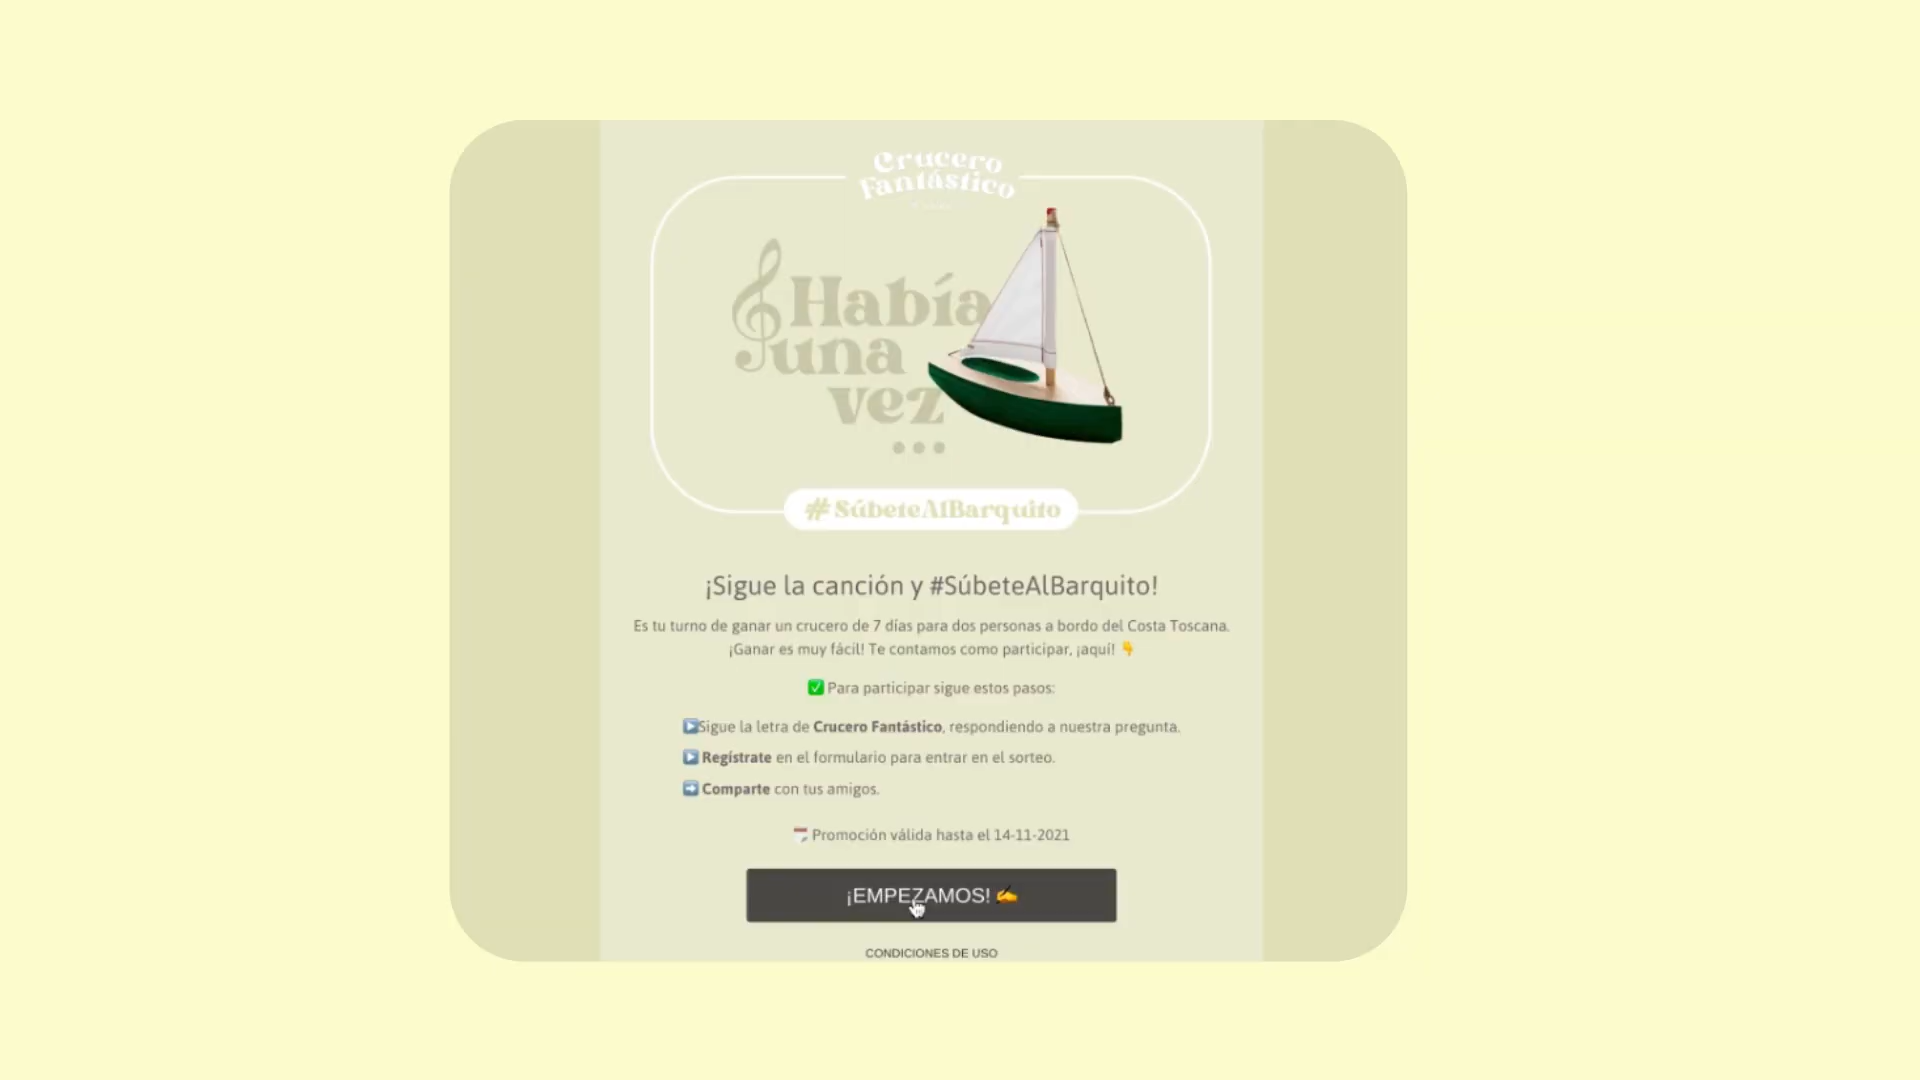 Crucero
Fantástico
Había
una
vez
...
#SúbeteAlBarquito
¡Sigue la canción y #SúbeteAlBarquito!
Es tu turno de ganar un crucero de 7 días para dos personas a bordo del Costa Toscana.
¡Ganar es muy fácil! Te contamos como participar, ¡aquí! 👇
✅ Para participar sigue estos pasos:
▶️Sigue la letra de Crucero Fantástico, respondiendo a nuestra pregunta.
▶️ Regístrate en el formulario para entrar en el sorteo.
➡️ Comparte con tus amigos.
🗓️ Promoción válida hasta el 14-11-2021
¡EMPEZAMOS! ✍️
CONDICIONES DE USO